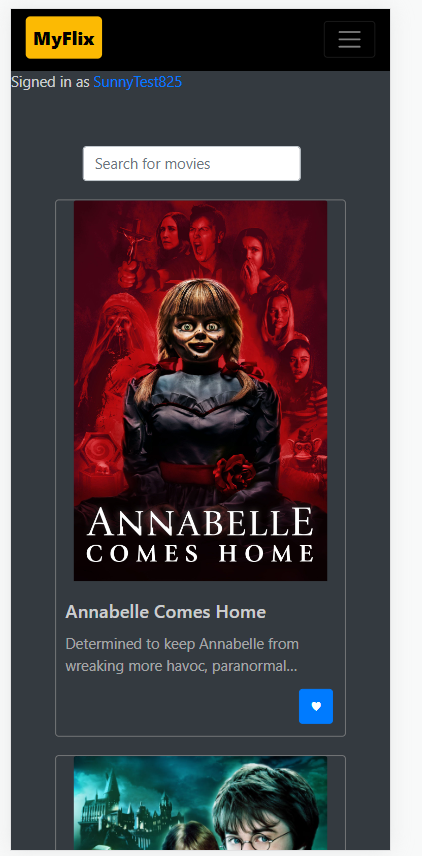 MyFlix
Signed in as SunnyTest825
Search for movies
ANNABELLE
COMES HOME
Annabelle Comes Home
Determined to keep Annabelle from
wreaking more havoc, paranormal...